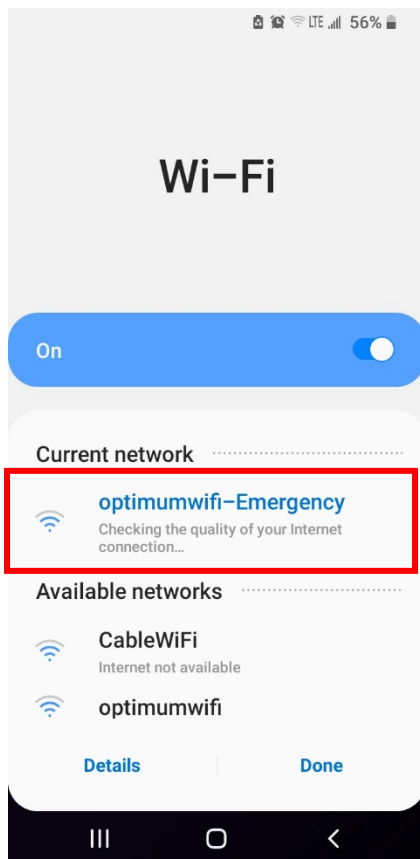 LTE 56%
Wi-Fi
On
Current network
optimumwifi-Emergency
Checking the quality of your Internet
connection...
Available networks
CableWiFi
Internet not available
optimumwifi
Details Done